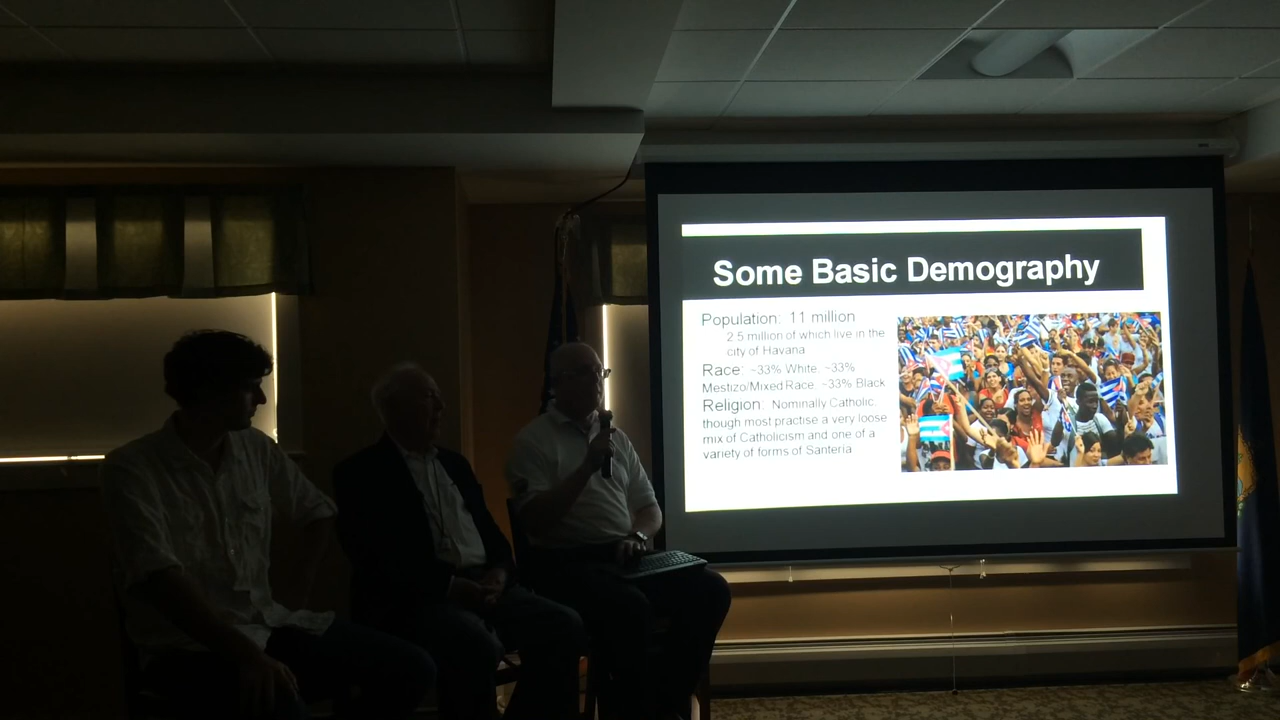 Some Basic Demography
Population: 11 million
2.5 million of which live in the
city of Havana
Race: ~33% White, ~33%
Mestizo/Mixed Race, ~33% Black
Religion: Nominally Catholic,
though most practise a very loose
mix of Catholicism and one of a
variety of forms of Santeria